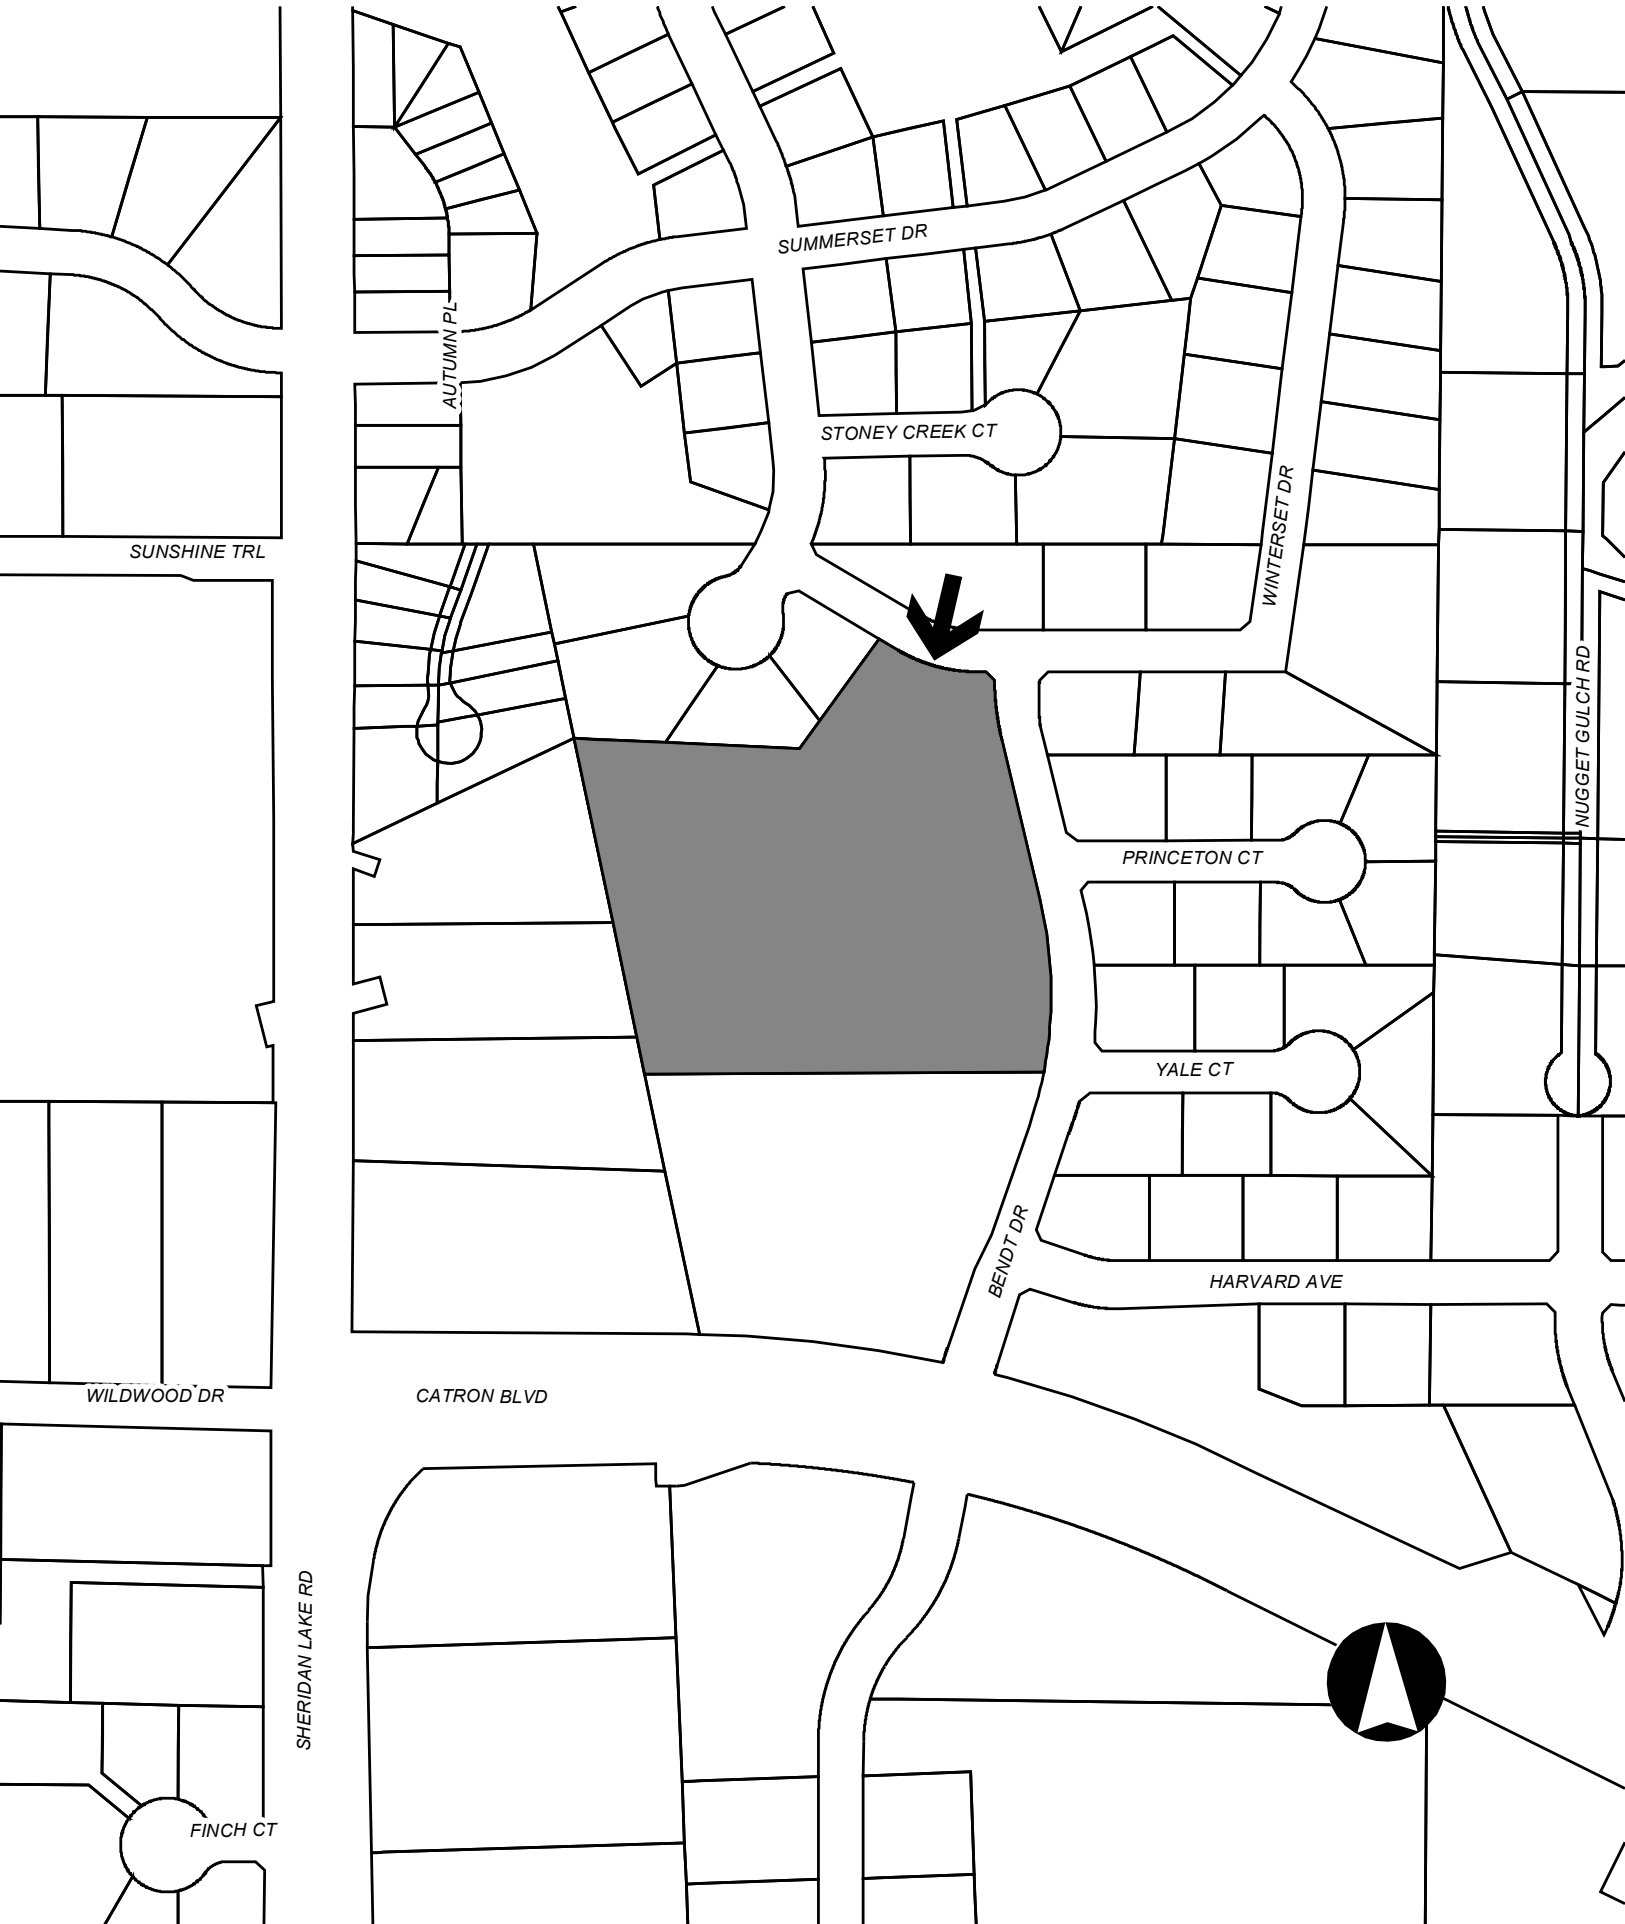 SUMMERSET DR
AUTUMN PL
STONEY CREEK CT
WINTERSET DR
SUNSHINE TRL
NUGGET GULCH RD
PRINCETON CT
YALE CT
BENDT DR
HARVARD AVE
WILDWOOD DR
CATRON BLVD
SHERIDAN LAKE RD
FINCH CT